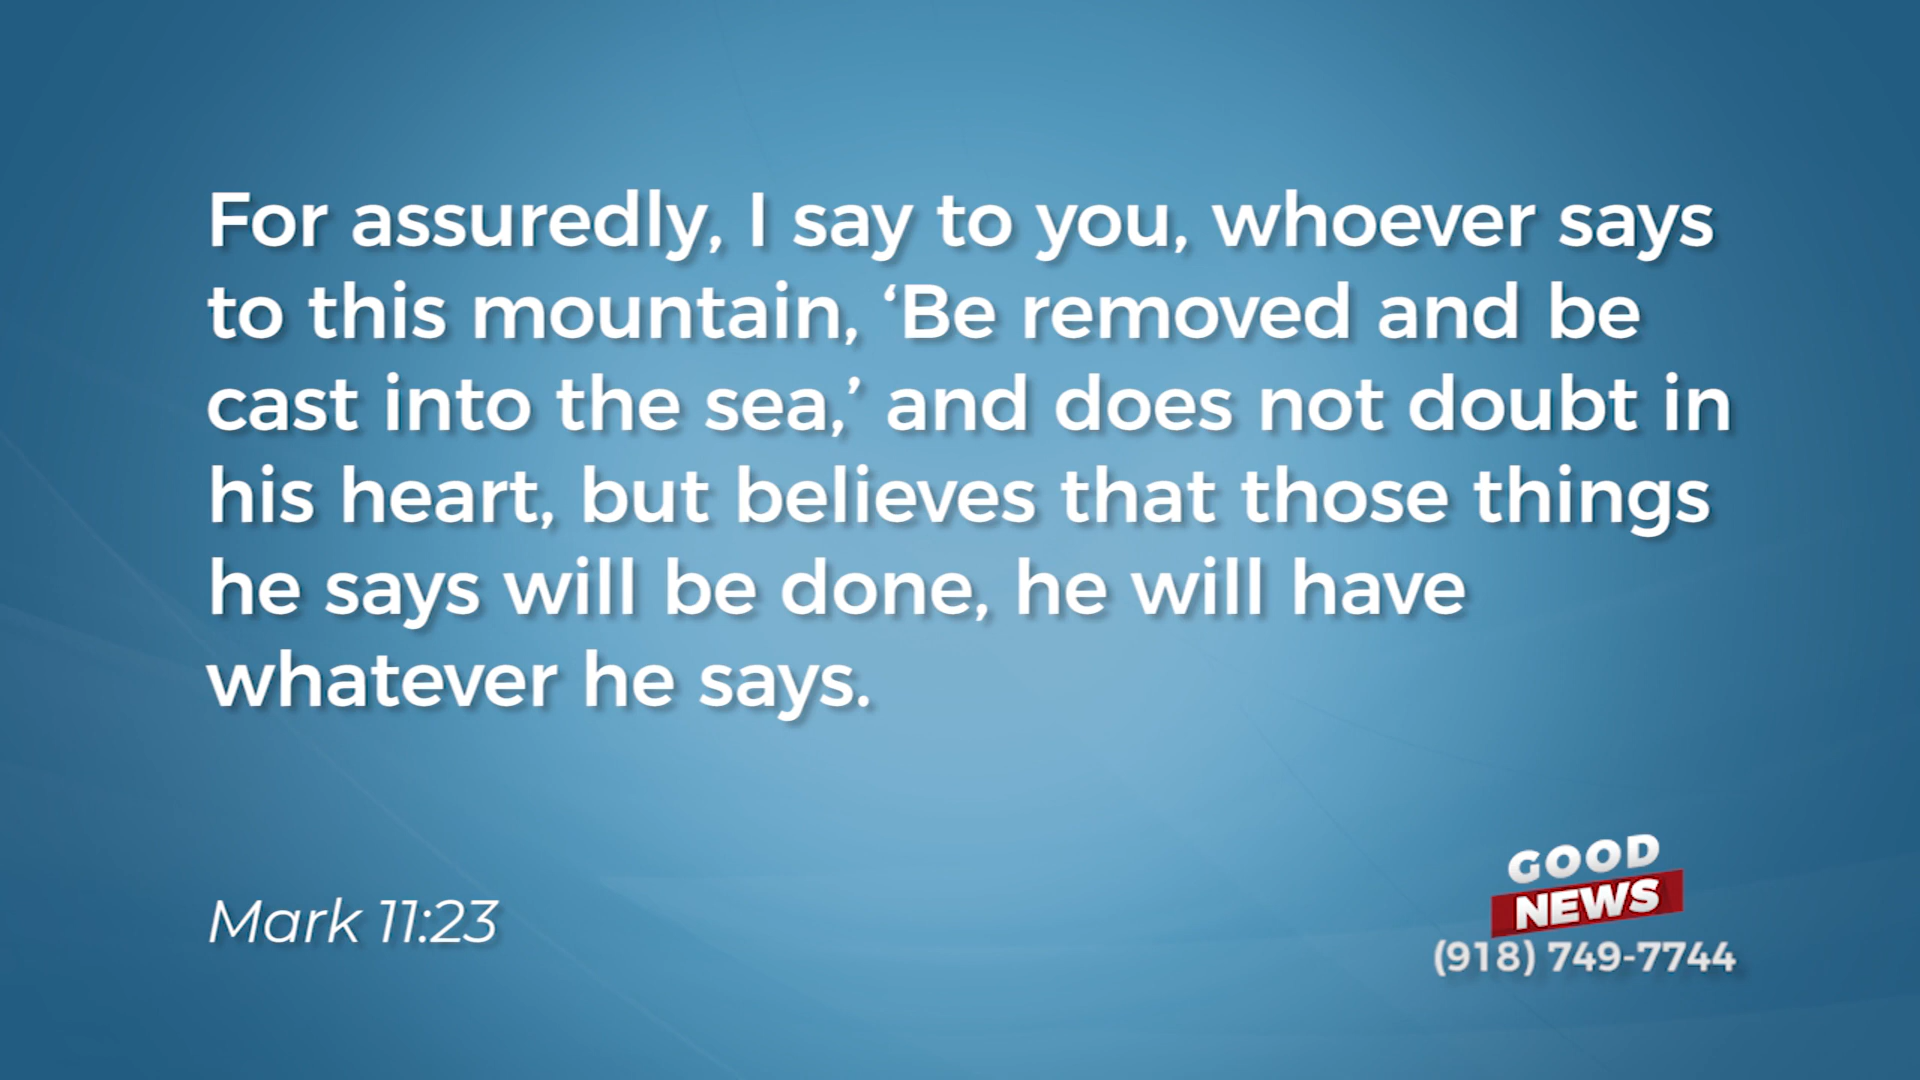 For assuredly, I say to you, whoever says
to this mountain, ‘Be removed and be
cast into the sea,’ and does not doubt in
his heart, but believes that those things
he says will be done, he will have
whatever he says.
Mark 11:23
GOOD
NEWS
(918) 749-7744